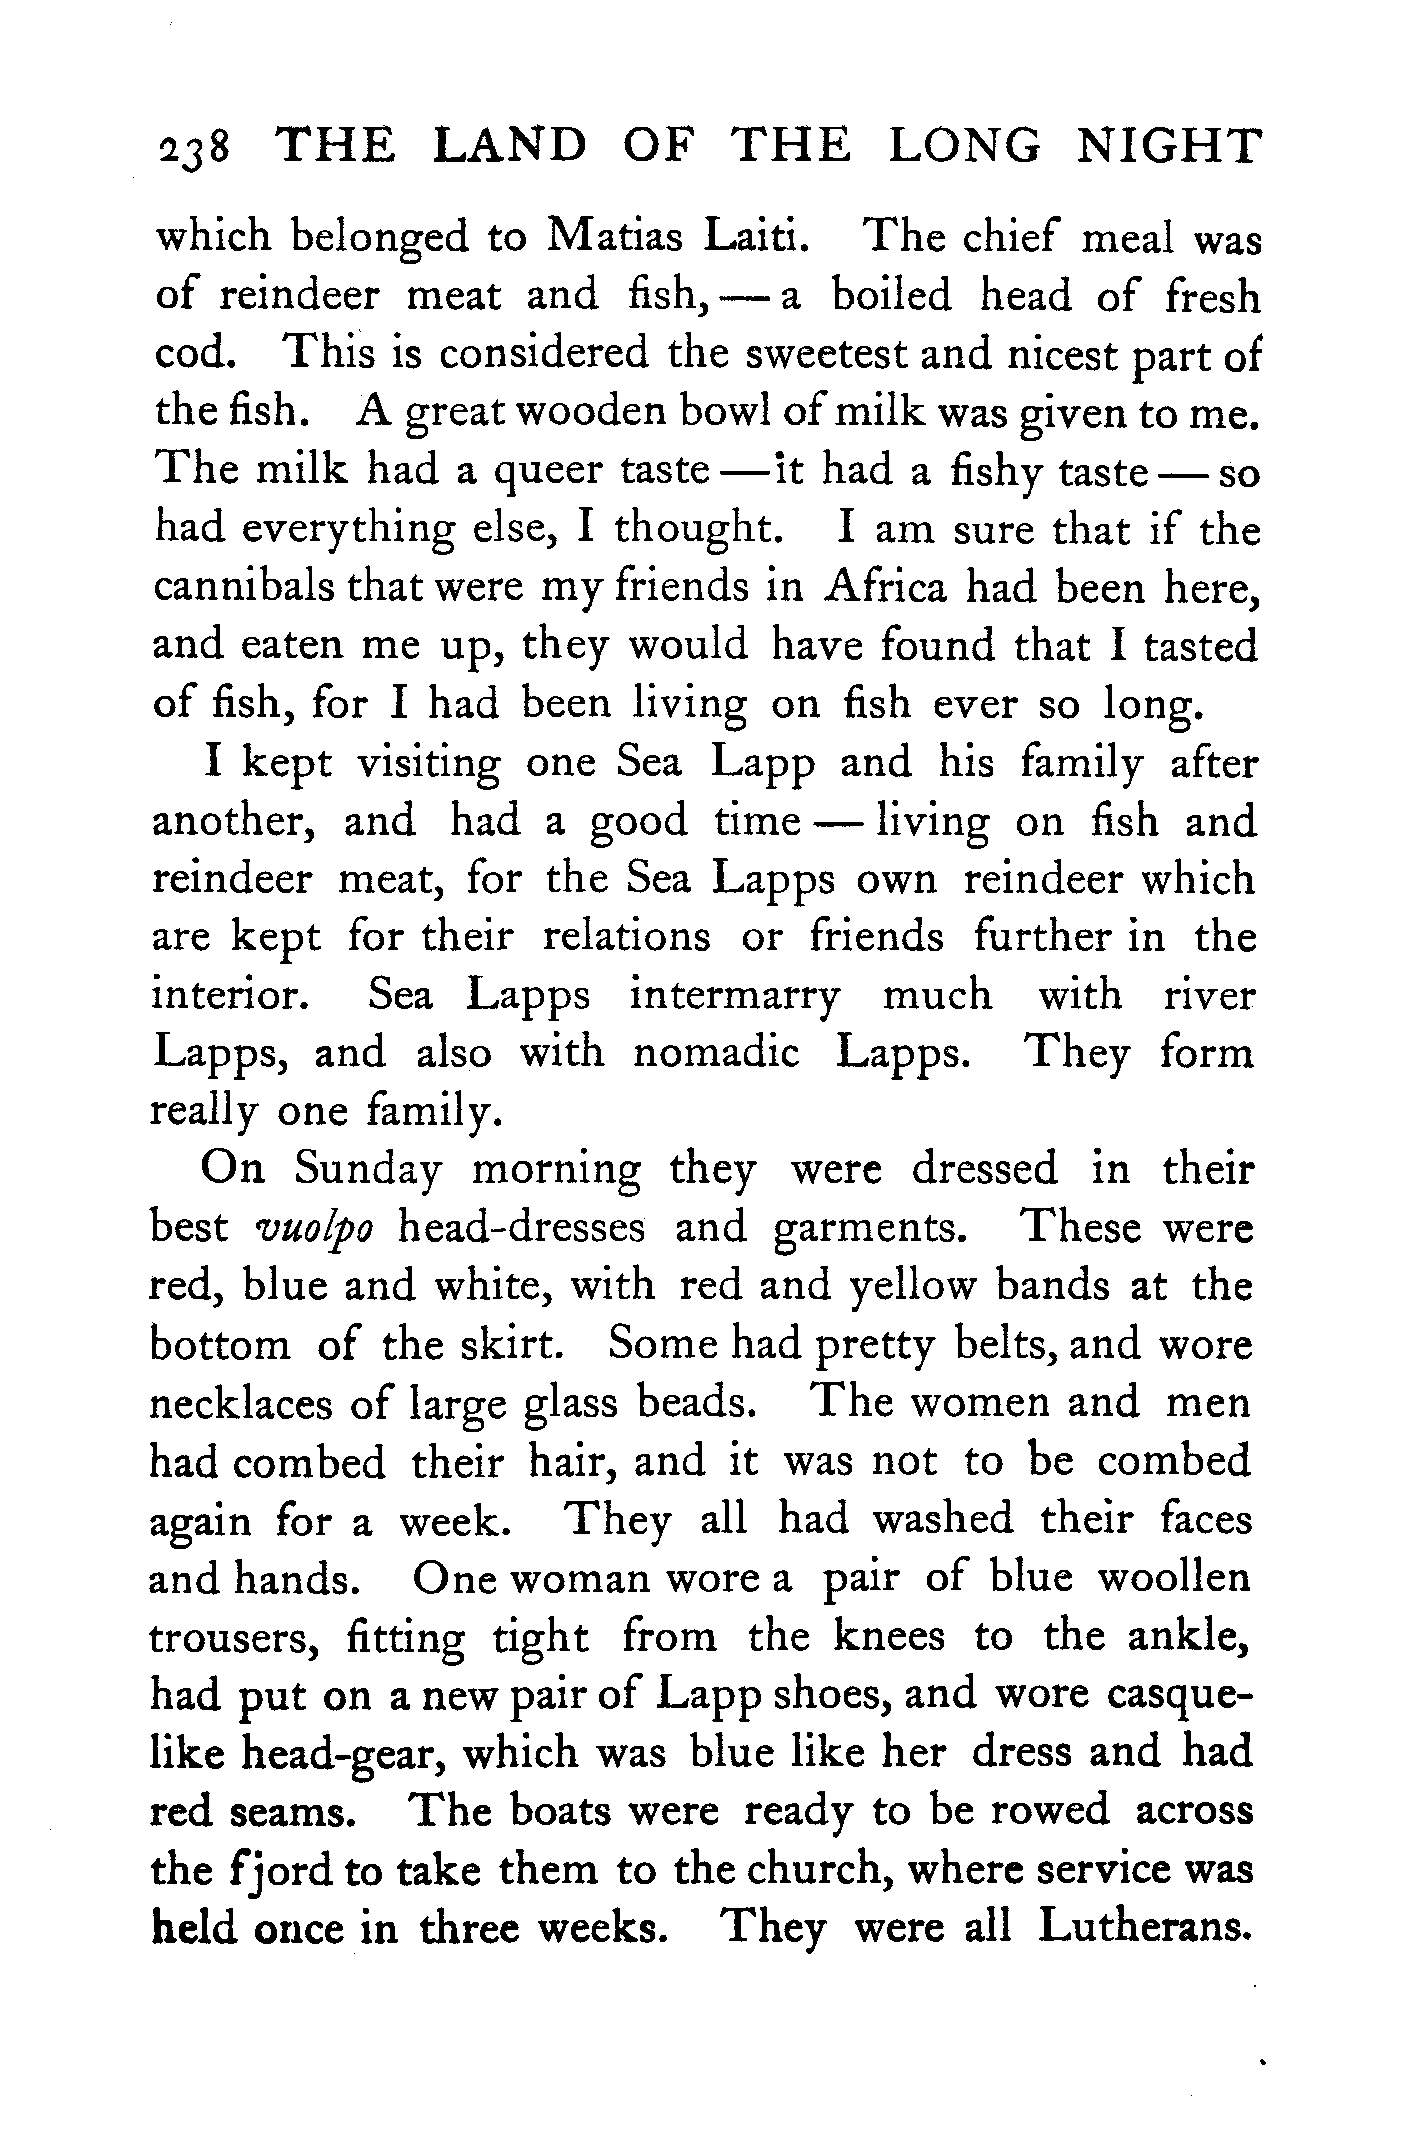 238 THE LAND OF THE LONG NIGHT
which belonged to Matias Laiti. The chief meal was
of reindeer meat and fish, — a boiled head of fresh
cod. This is considered the sweetest and nicest part of
the fish. A great wooden bowl of milk was given to me.
The milk had a queer taste — it had a fishy taste — so
had everything else, I thought. I am sure that if the
cannibals that were my friends in Africa had been here,
and eaten me up, they would have found that I tasted
of fish, for I had been living on fish ever so long.
I kept visiting one Sea Lapp and his family after
another, and had a good time — living on fish and
reindeer meat, for the Sea Lapps own reindeer which
are kept for their relations or friends further in the
interior. Sea Lapps intermarry much with river
Lapps, and also with nomadic Lapps. They form
really one family.
On Sunday morning they were dressed in their
best vuolpo head-dresses and garments. These were
red, blue and white, with red and yellow bands at the
bottom of the skirt. Some had pretty belts, and wore
necklaces of large glass beads. The women and men
had combed their hair, and it was not to be combed
again for a week. They all had washed their faces
and hands. One woman wore a pair of blue woollen
trousers, fitting tight from the knees to the ankle,
had put on a new pair of Lapp shoes, and wore casque-
like head-gear, which was blue like her dress and had
red seams. The boats were ready to be rowed across
the fjord to take them to the church, where service was
held once in three weeks. They were all Lutherans.